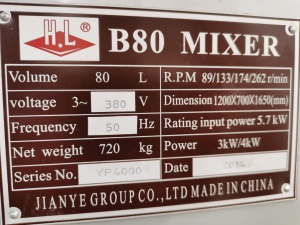 H.L B80 MIXER
Volume 80 L R.P.M 89/133/174/262 r/min
voltage 3~ 380 V Dimension 1200X700X1650(mm)
Frequency 50 Hz Rating input power 5.7 kW
Net weight 720 kg Power 3kW/4kW
Series No. Date
JIANYE GROUP CO.,LTD MADE IN CHINA